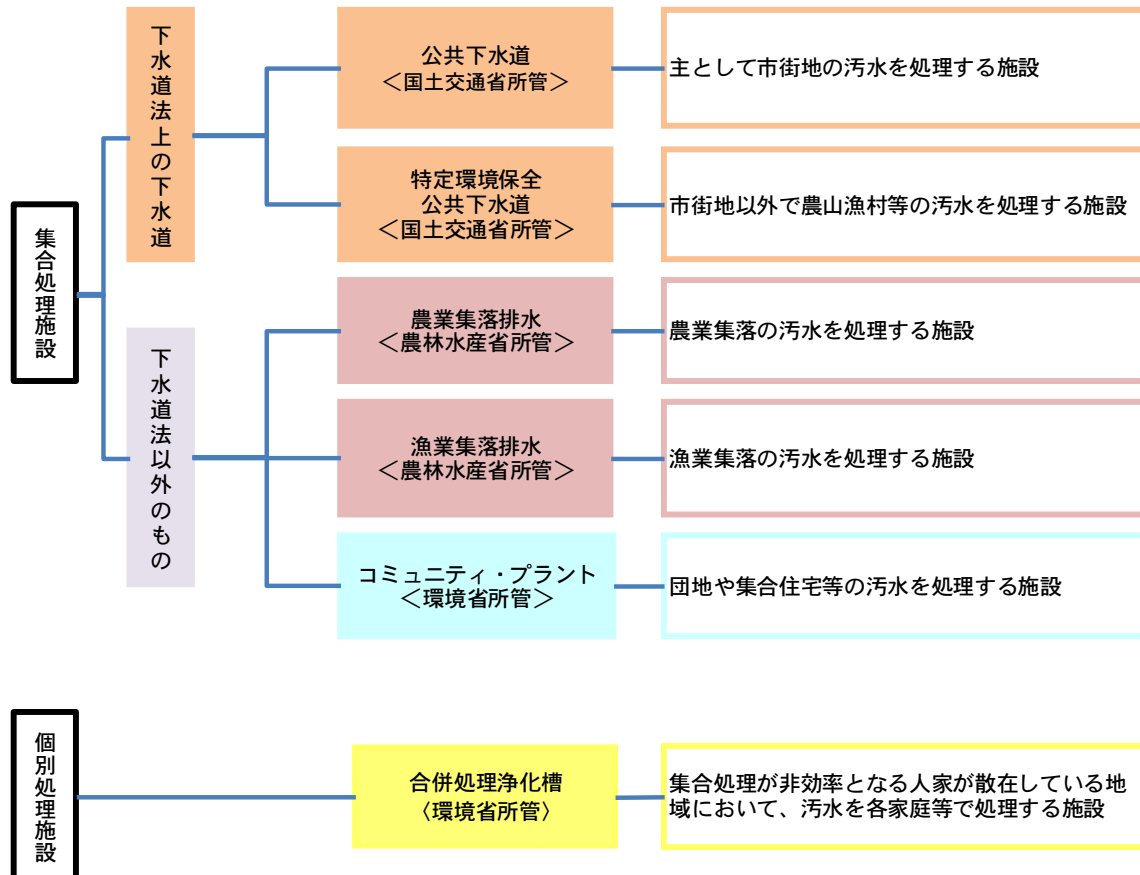 集合処理施設
下水道法上の下水道
公共下水道
＜国土交通省所管＞
主として市街地の汚水を処理する施設
特定環境保全
公共下水道
＜国土交通省所管＞
市街地以外で農山漁村等の汚水を処理する施設
下水道法以外のもの
農業集落排水
＜農林水産省所管＞
農業集落の汚水を処理する施設
漁業集落排水
＜農林水産省所管＞
漁業集落の汚水を処理する施設
コミュニティ・プラント
＜環境省所管＞
団地や集合住宅等の汚水を処理する施設
個別処理施設
合併処理浄化槽
〈環境省所管〉
集合処理が非効率となる人家が散在している地
域において、汚水を各家庭等で処理する施設